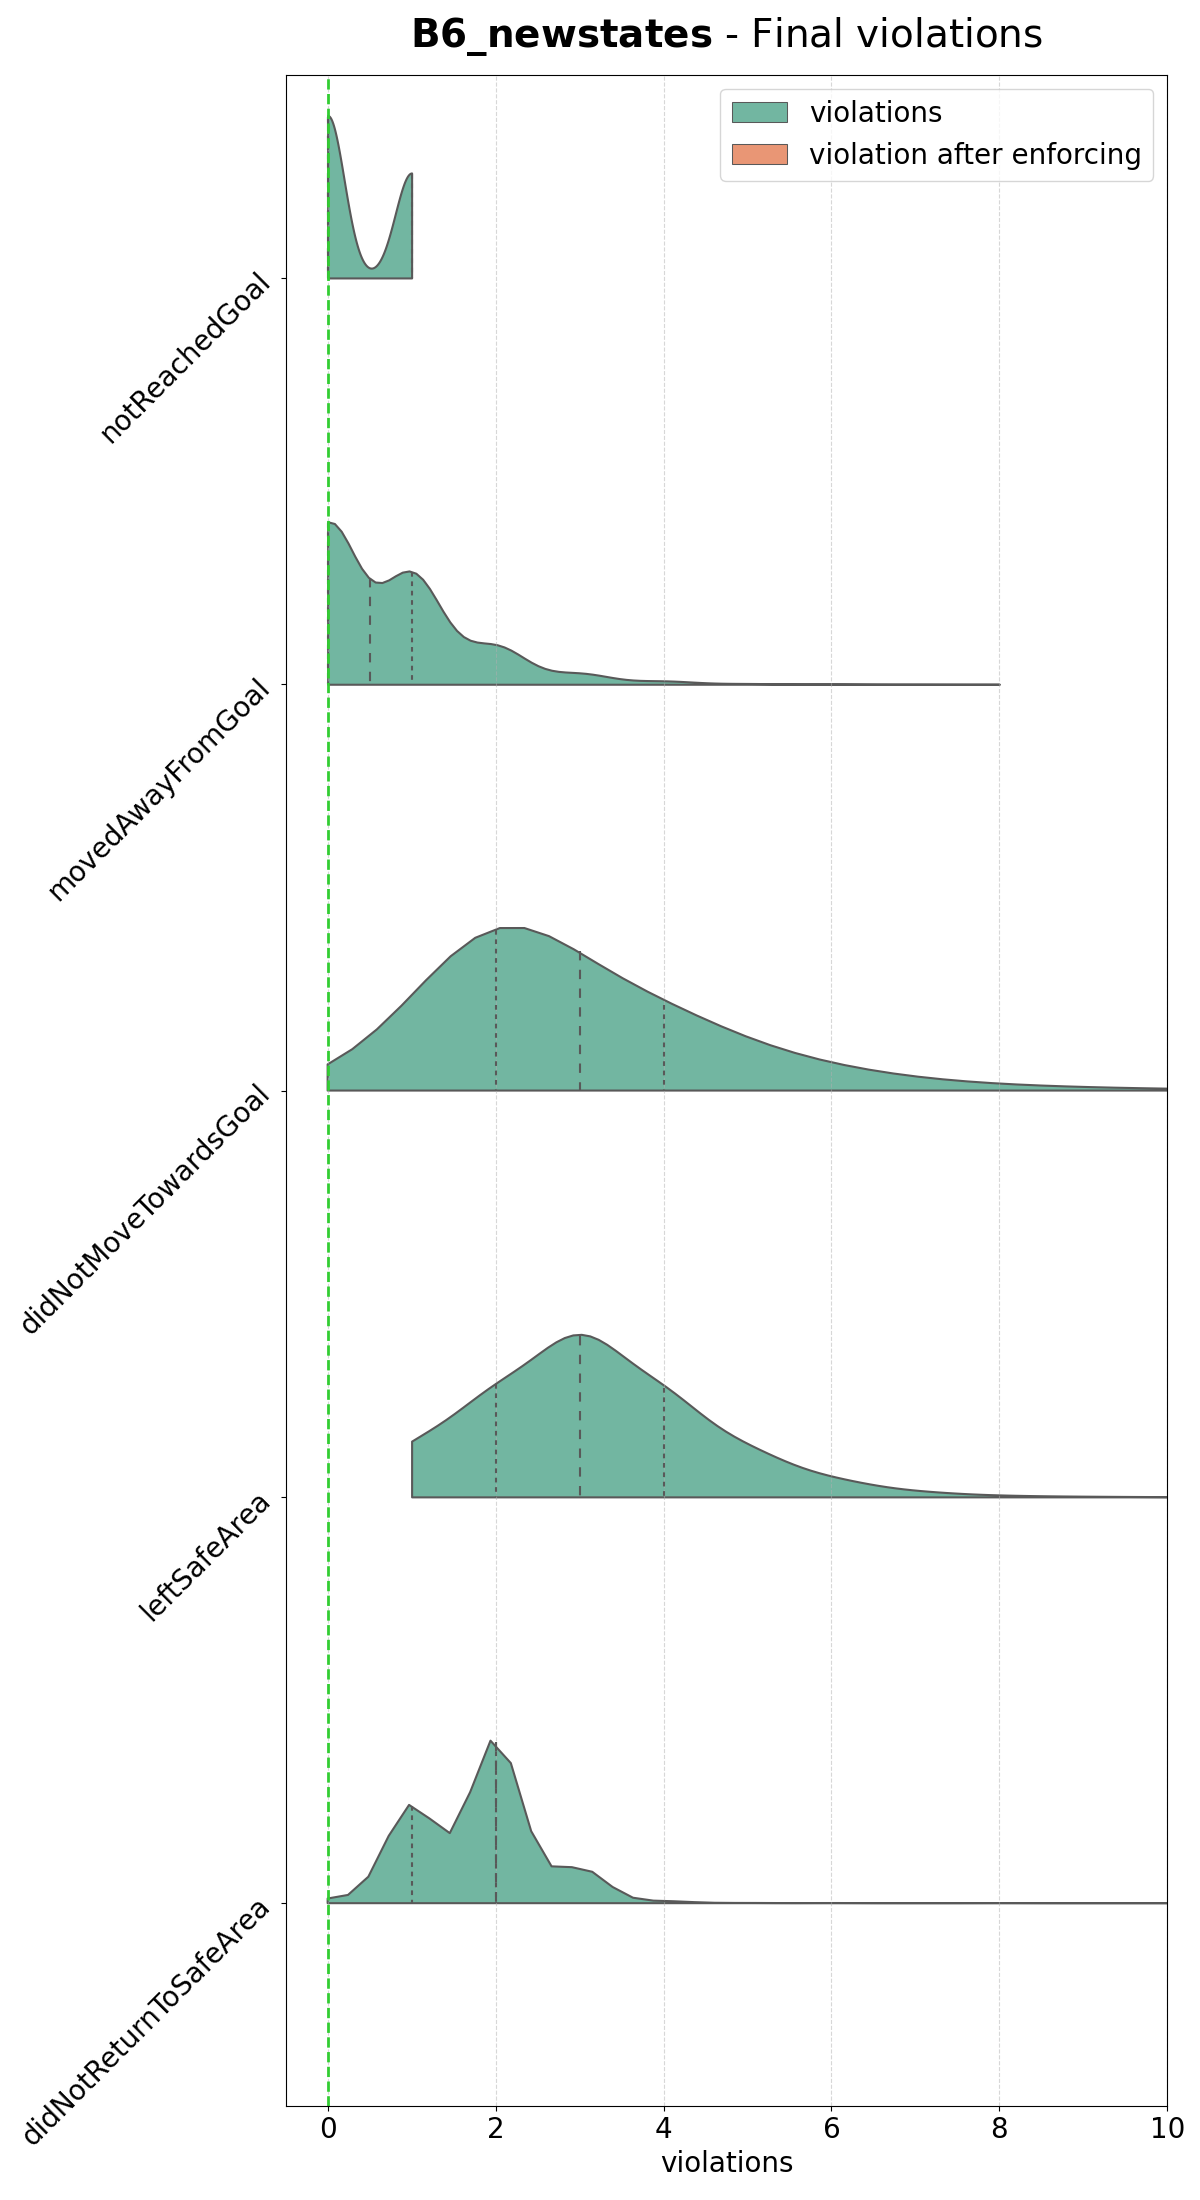 B6_newstates - Final violations
violations
violation after enforcing
notReachedGoal
movedAwayFromGoal
didNotMoveTowardsGoal
leftSafeArea
didNotReturnToSafeArea
0 2 4 6 8 10
violations